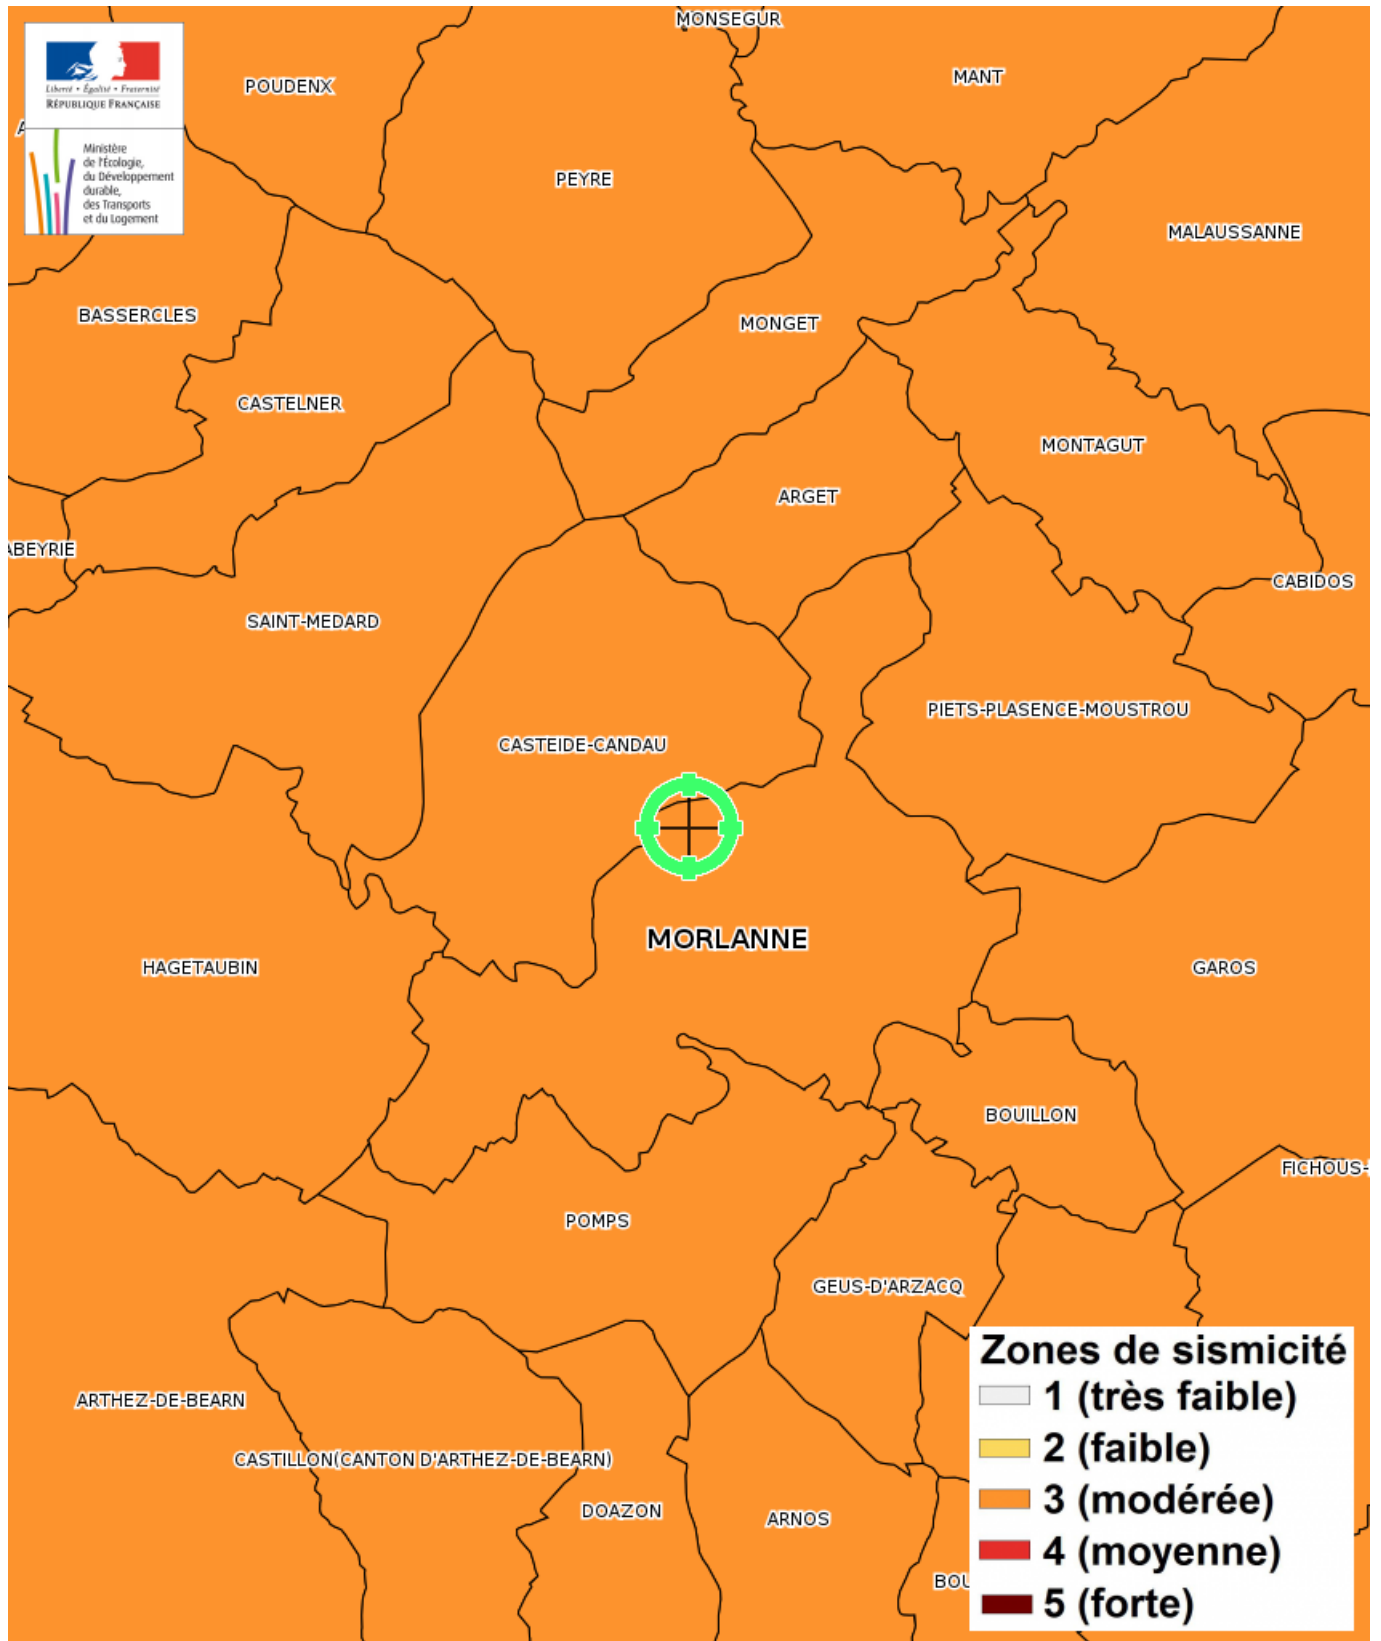 MONSEGUR
MANT
POUDENX
Liberté • Égalité • Fraternité
RÉPUBLIQUE FRANÇAISE
A
Ministère
de l'Écologie,
du Développement
durable,
des Transports
et du Logement
PEYRE
MALAUSSANNE
BASSERCLES
MONGET
CASTELNER
MONTAGUT
ARGET
ABEYRIE
CABIDOS
SAINT-MEDARD
PIETS-PLASENCE-MOUSTROU
CASTEIDE-CANDAU
MORLANNE
HAGETAUBIN
GAROS
BOUILLON
FICHOUS-
POMPS
GEUS-D'ARZACQ
ARTHEZ-DE-BEARN
CASTILLON(CANTON D'ARTHEZ-DE-BEARN)
DOAZON
ARNOS
BOU
Zones de sismicité
1 (très faible)
2 (faible)
3 (modérée)
4 (moyenne)
5 (forte)